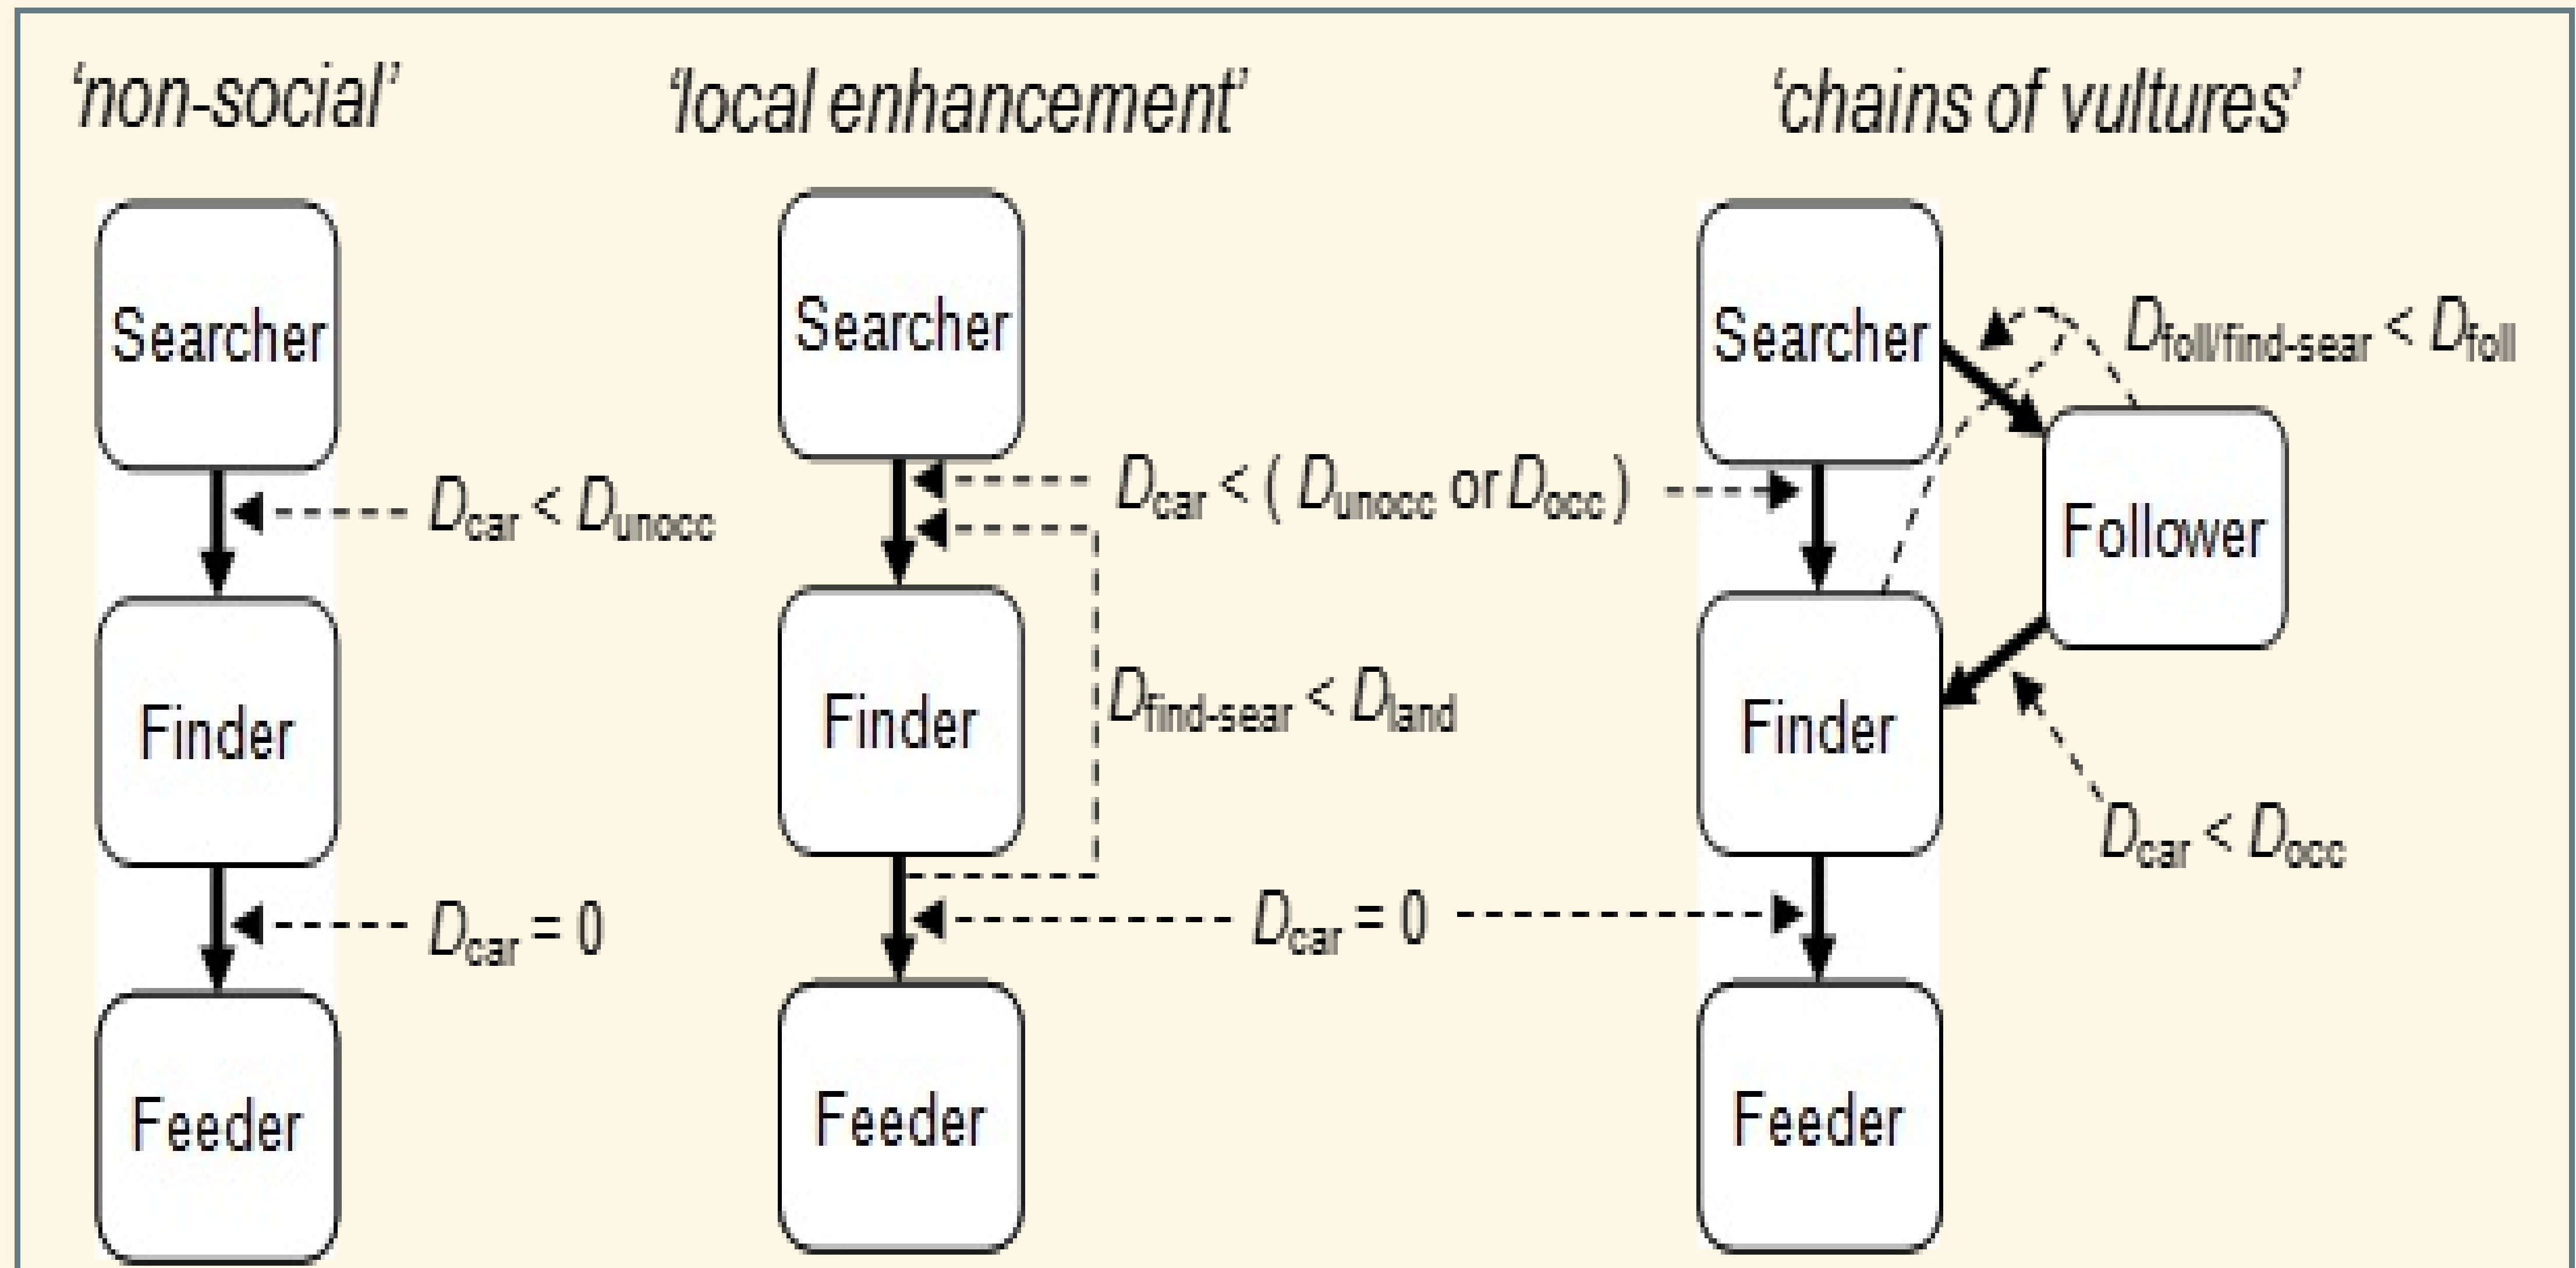 ‘non-social’
‘local enhancement’
‘chains of vultures’
Searcher
Searcher
Searcher
Dfoll/find-sear < Dfoll
Dcar < Dunocc
Dcar < ( Dunocc or Docc )
Follower
Finder
Finder
Dfind-sear < Dland
Finder
Dcar < Docc
Dcar = 0
Dcar = 0
Feeder
Feeder
Feeder